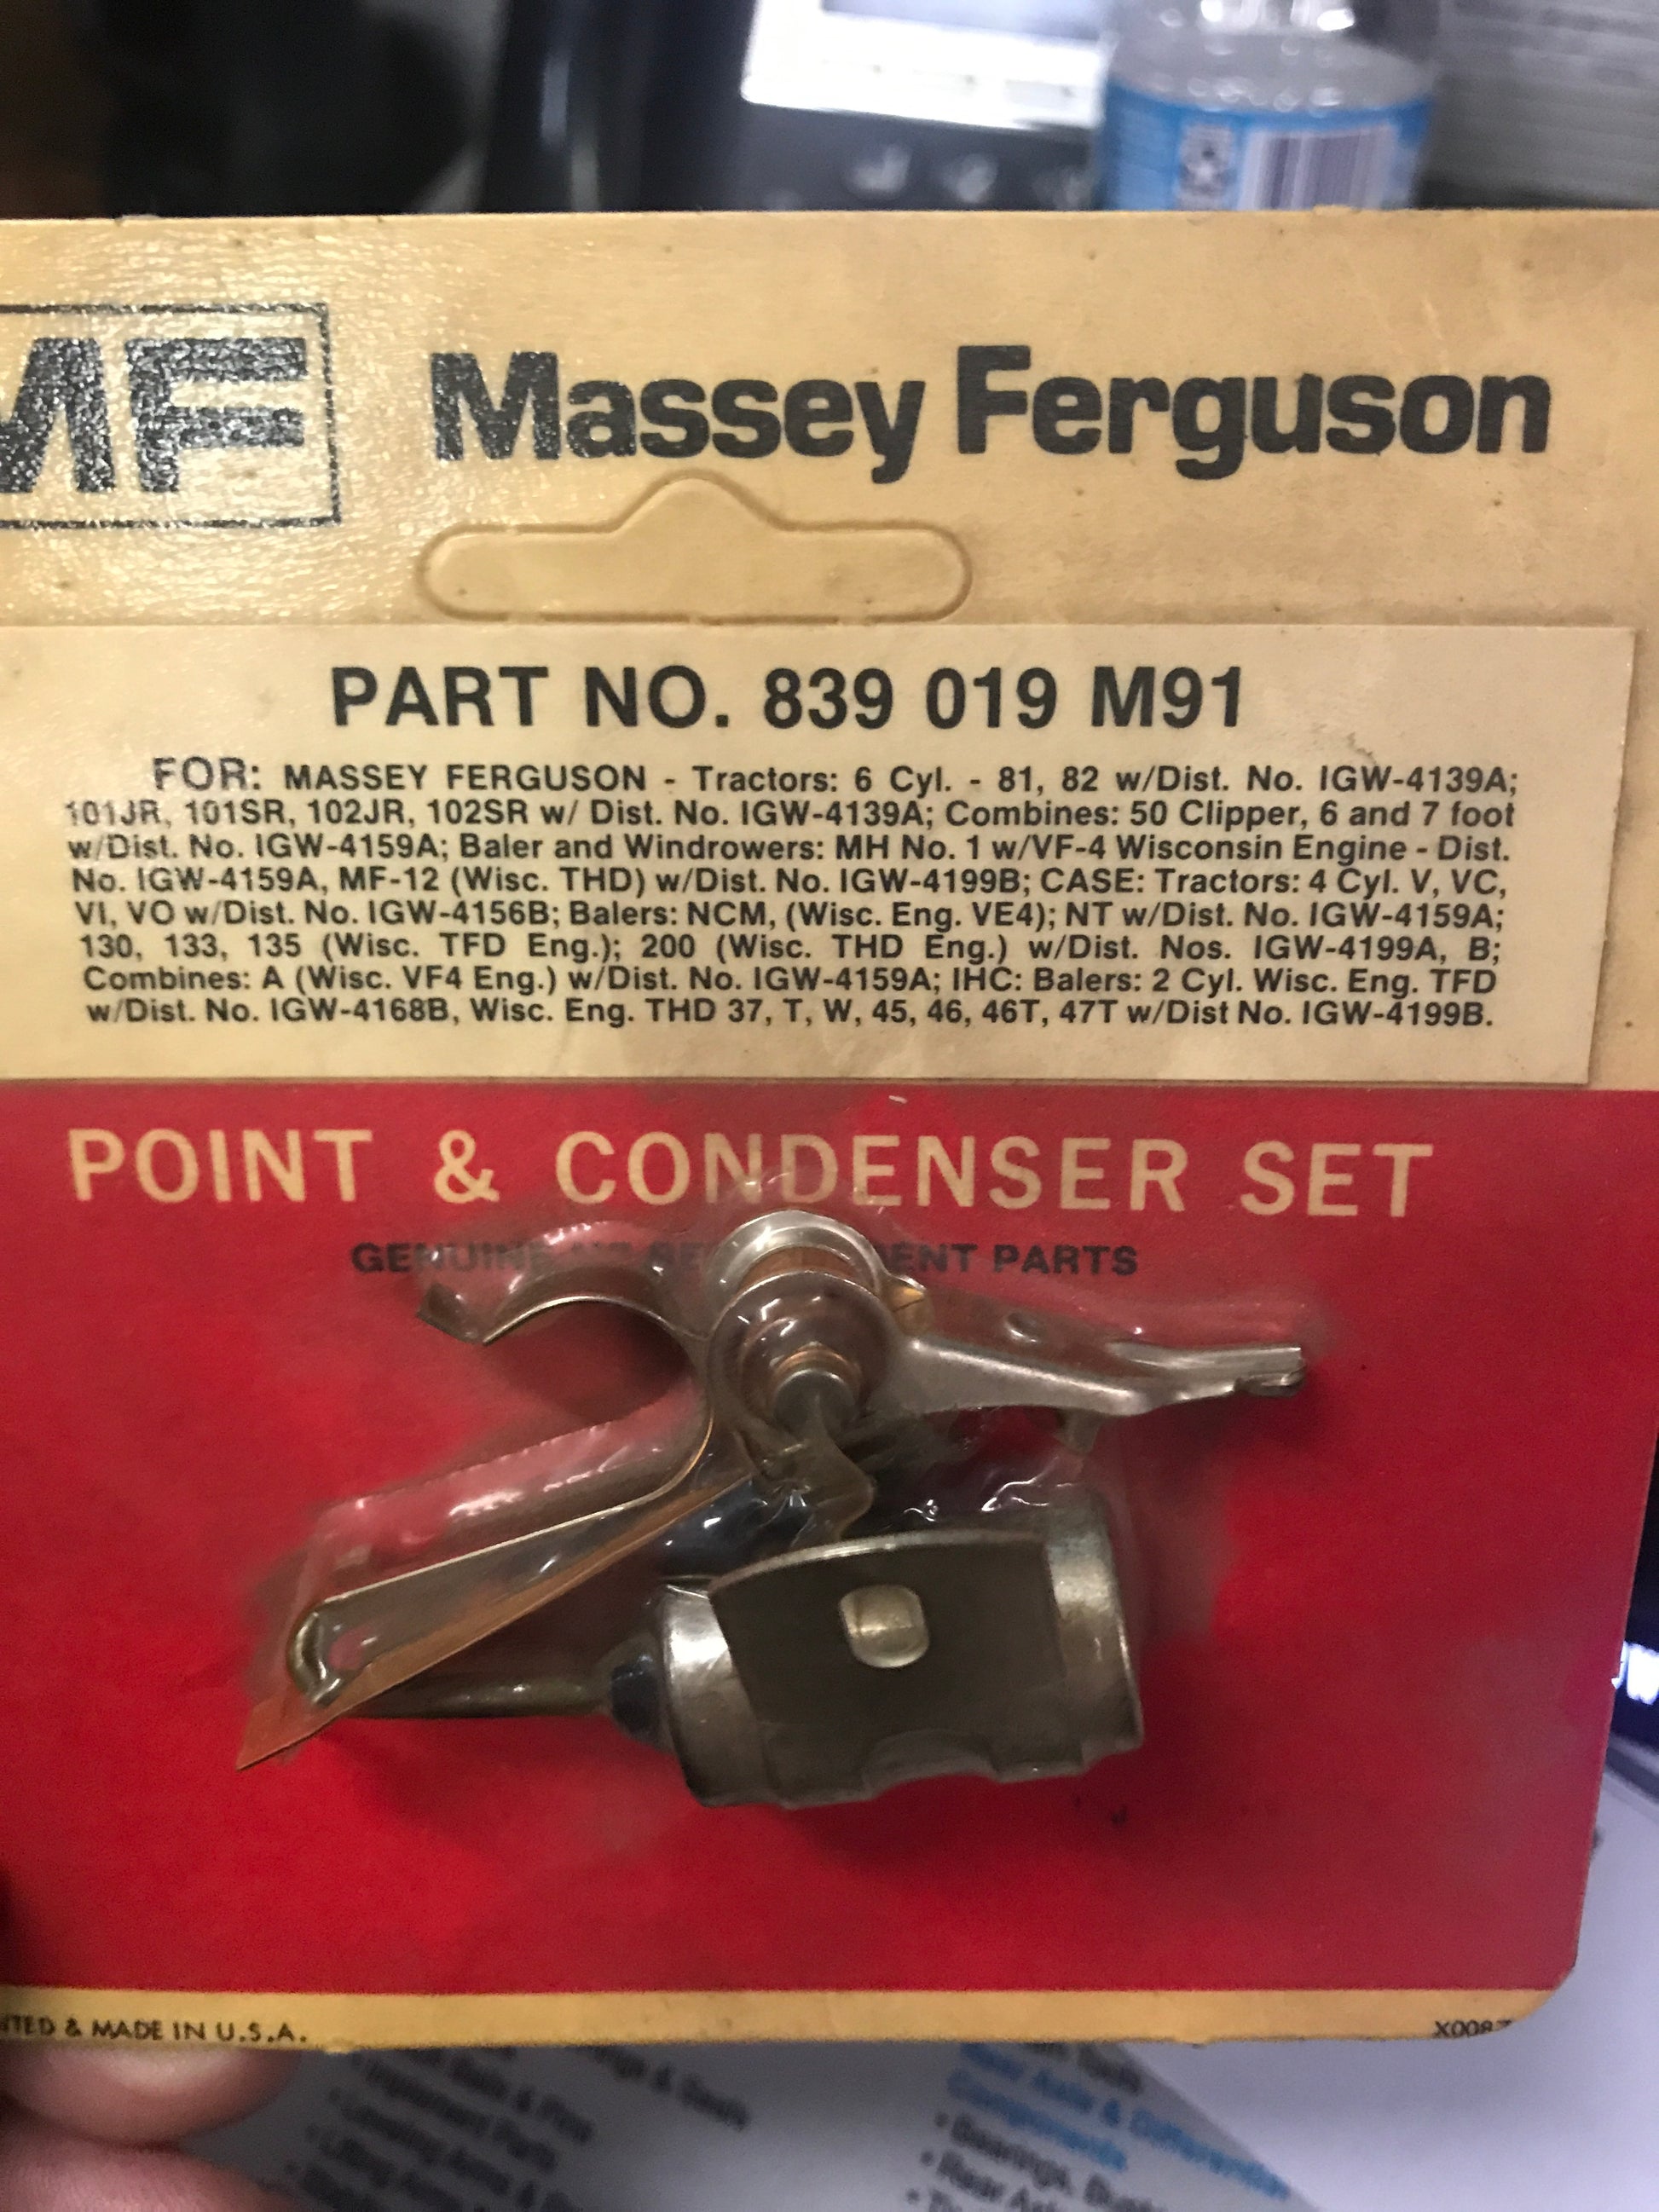 MF Massey Ferguson
PART NO. 839 019 M91
FOR: MASSEY FERGUSON - Tractors: 6 Cyl. - 81, 82 w/Dist. No. IGW-4139A;
101JR, 101SR, 102JR, 102SR w/ Dist. No. IGW-4139A; Combines: 50 Clipper, 6 and 7 foot
w/Dist. No. IGW-4159A; Baler and Windrowers: MH No. 1 w/VF-4 Wisconsin Engine - Dist.
No. IGW-4159A, MF-12 (Wisc. THD) w/Dist. No. IGW-4199B; CASE: Tractors: 4 Cyl. V, VC,
VI, VO w/Dist. No. IGW-4156B; Balers: NCM, (Wisc. Eng. VE4); NT w/Dist. No. IGW-4159A;
130, 133, 135 (Wisc. TFD Eng.); 200 (Wisc. THD Eng.) w/Dist. Nos. IGW-4199A, B;
Combines: A (Wisc. VF4 Eng.) w/Dist. No. IGW-4159A; IHC: Balers: 2 Cyl. Wisc. Eng. TFD
w/Dist. No. IGW-4168B, Wisc. Eng. THD 37, T, W, 45, 46, 46T, 47T w/Dist No. IGW-4199B.
POINT & CONDENSER SET
GENUINE PARTS
& MADE IN U.S.A.
Implement Parts
Rear Axle & Differential
Components